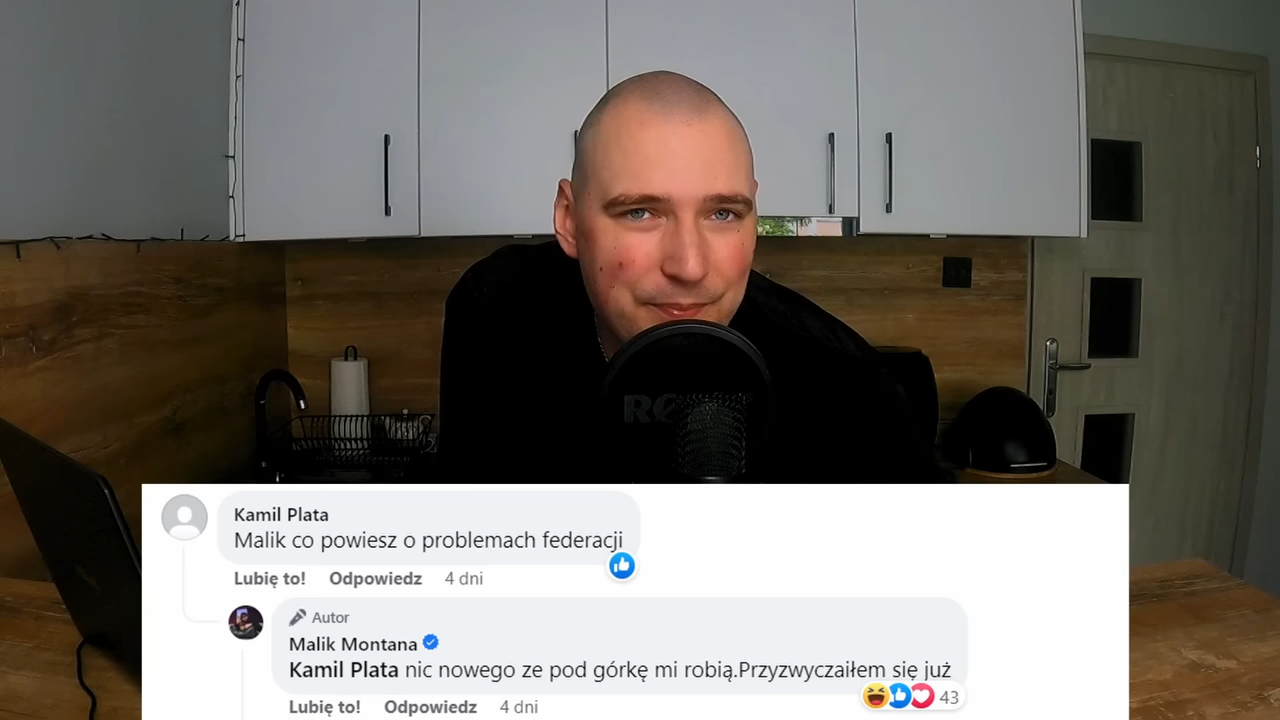 Kamil Plata
Malik co powiesz o problemach federacji
Lubię to! Odpowiedz 4 dni
Autor
Malik Montana
Kamil Plata nic nowego ze pod górkę mi robią.Przyzwyczaiłem się już
43
Lubię to! Odpowiedz 4 dni